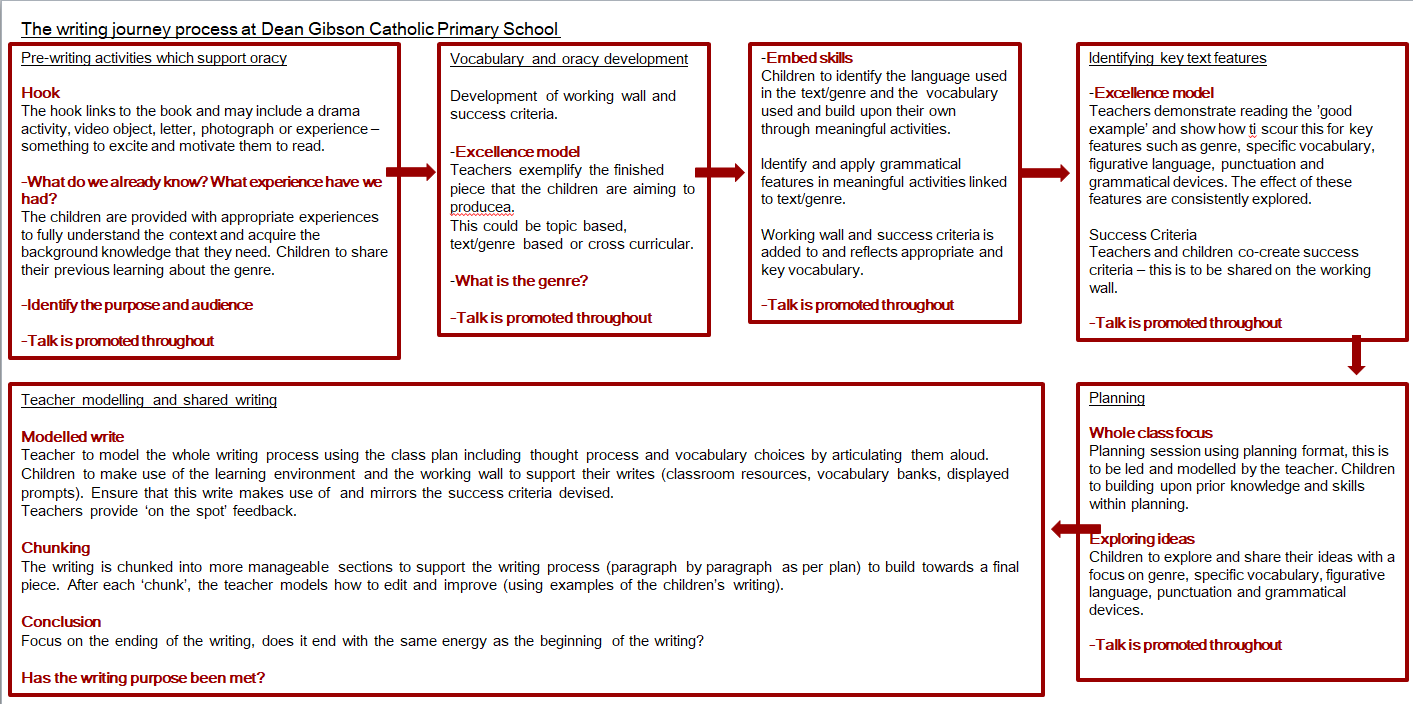 The writing journey process at Dean Gibson Catholic Primary School
Pre-writing activities which support oracy
Hook
The hook links to the book and may include a drama
activity, video object, letter, photograph or experience –
something to excite and motivate them to read.
-What do we already know? What experience have we
had?
The children are provided with appropriate experiences
to fully understand the context and acquire the
background knowledge that they need. Children to share
their previous learning about the genre.
-Identify the purpose and audience
-Talk is promoted throughout
Vocabulary and oracy development
Development of working wall and
success criteria.
-Excellence model
Teachers exemplify the finished
piece that the children are aiming to
producea.
This could be topic based,
text/genre based or cross curricular.
-What is the genre?
-Talk is promoted throughout
-Embed skills
Children to identify the language used
in the text/genre and the vocabulary
used and build upon their own
through meaningful activities.
Identify and apply grammatical
features in meaningful activities linked
to text/genre.
Working wall and success criteria is
added to and reflects appropriate and
key vocabulary.
-Talk is promoted throughout
Identifying key text features
-Excellence model
Teachers demonstrate reading the 'good
example' and show how ti scour this for key
features such as genre, specific vocabulary,
figurative language, punctuation and
grammatical devices. The effect of these
features are consistently explored.
Success Criteria
Teachers and children co-create success
criteria – this is to be shared on the working
wall.
-Talk is promoted throughout
Planning
Whole class focus
Planning session using planning format, this is
to be led and modelled by the teacher. Children
to building upon prior knowledge and skills
within planning.
Exploring ideas
Children to explore and share their ideas with a
focus on genre, specific vocabulary, figurative
language, punctuation and grammatical
devices.
-Talk is promoted throughout
Teacher modelling and shared writing
Modelled write
Teacher to model the whole writing process using the class plan including thought process and vocabulary choices by articulating them aloud.
Children to make use of the learning environment and the working wall to support their writes (classroom resources, vocabulary banks, displayed
prompts). Ensure that this write makes use of and mirrors the success criteria devised.
Teachers provide 'on the spot' feedback.
Chunking
The writing is chunked into more manageable sections to support the writing process (paragraph by paragraph as per plan) to build towards a final
piece. After each 'chunk', the teacher models how to edit and improve (using examples of the children's writing).
Conclusion
Focus on the ending of the writing, does it end with the same energy as the beginning of the writing?
Has the writing purpose been met?